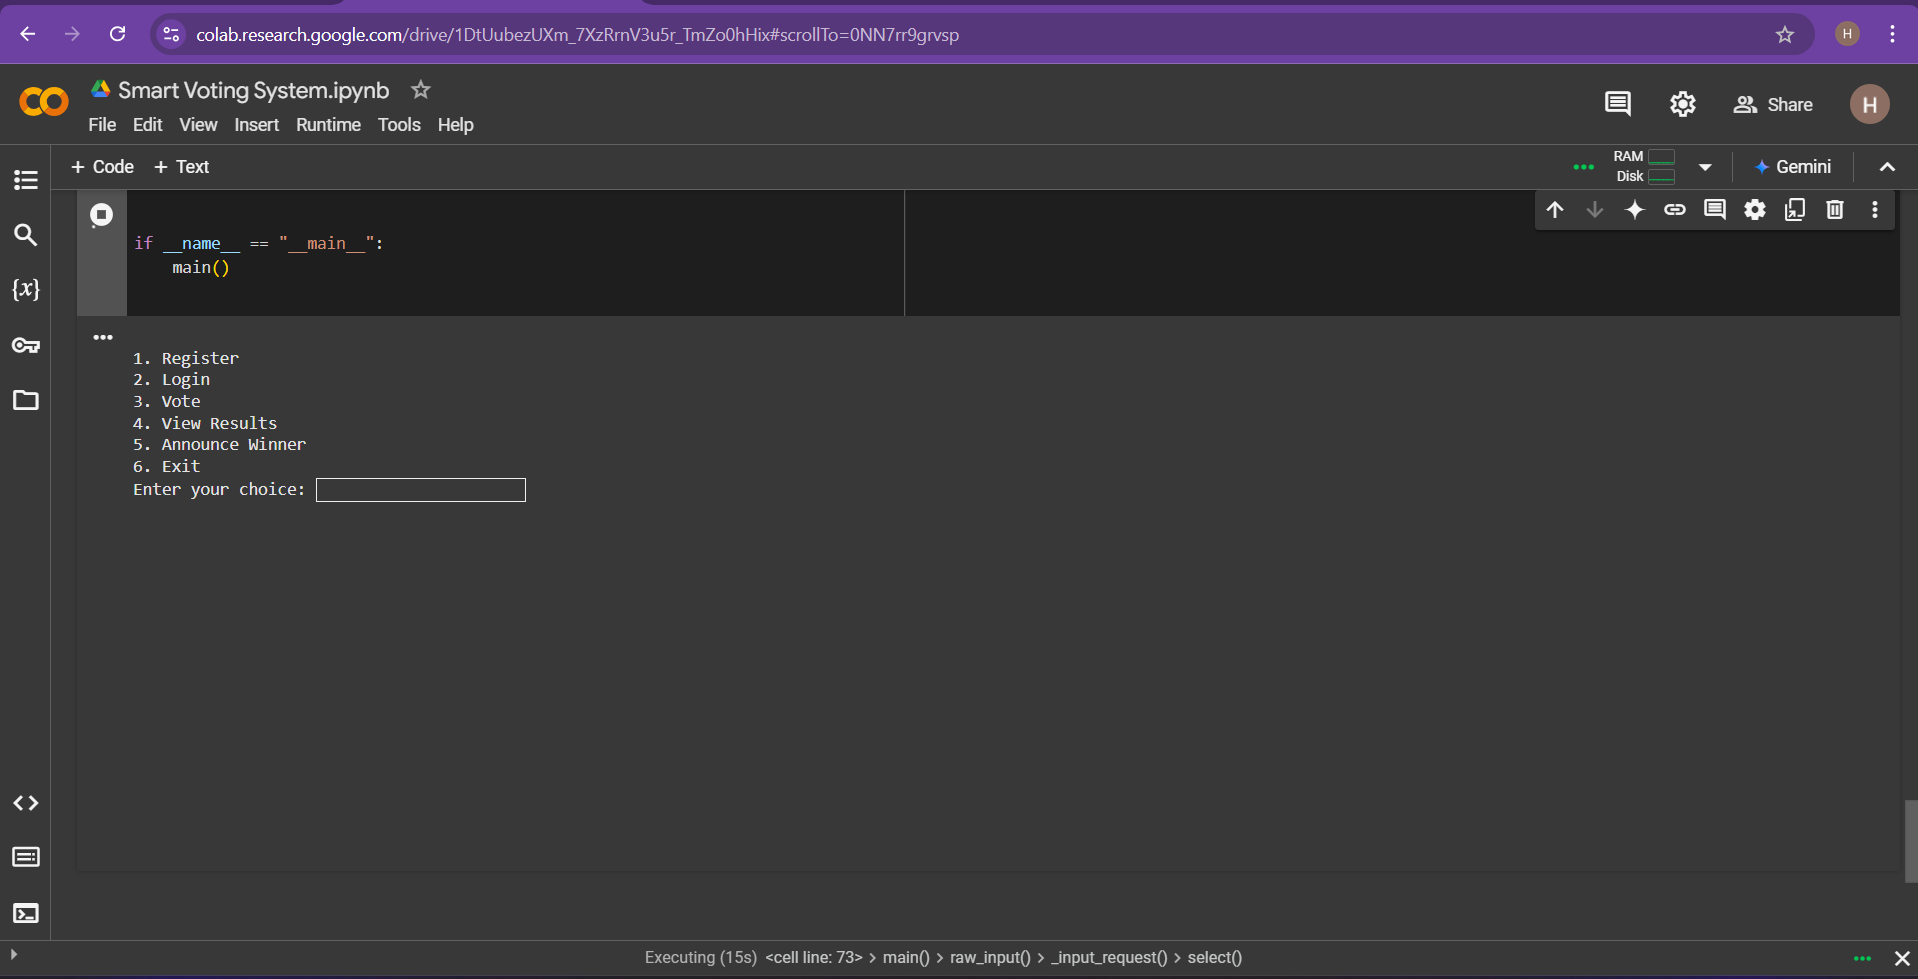 colab.research.google.com/drive/1DtUubezUXm_7XzRrnV3u5r_TmZo0hHix#scrollTo=0NN7rr9grvsp
H
Smart Voting System.ipynb
File Edit View Insert Runtime Tools Help
Share
H
+ Code + Text
RAM
Disk
Gemini
{x}
if __name__ == "__main__":
main()
1. Register
2. Login
3. Vote
4. View Results
5. Announce Winner
6. Exit
Enter your choice:
Executing (15s) <cell line: 73> > main() > raw_input() > _input_request() > select()